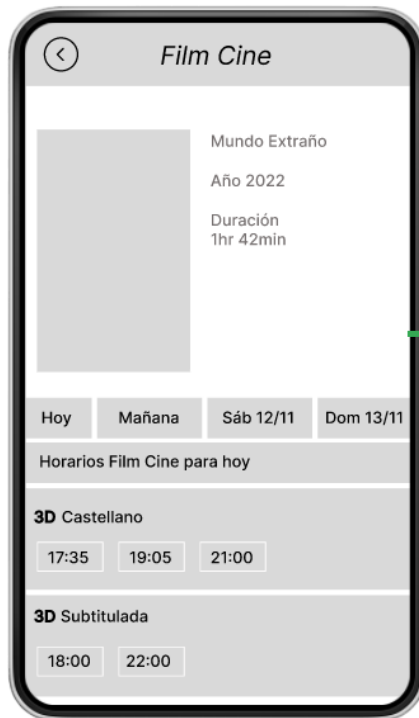 Film Cine
Mundo Extraño
Año 2022
Duración
1hr 42min
Hoy Mañana Sáb 12/11 Dom 13/11
Horarios Film Cine para hoy
3D Castellano
17:35 19:05 21:00
3D Subtitulada
18:00 22:00